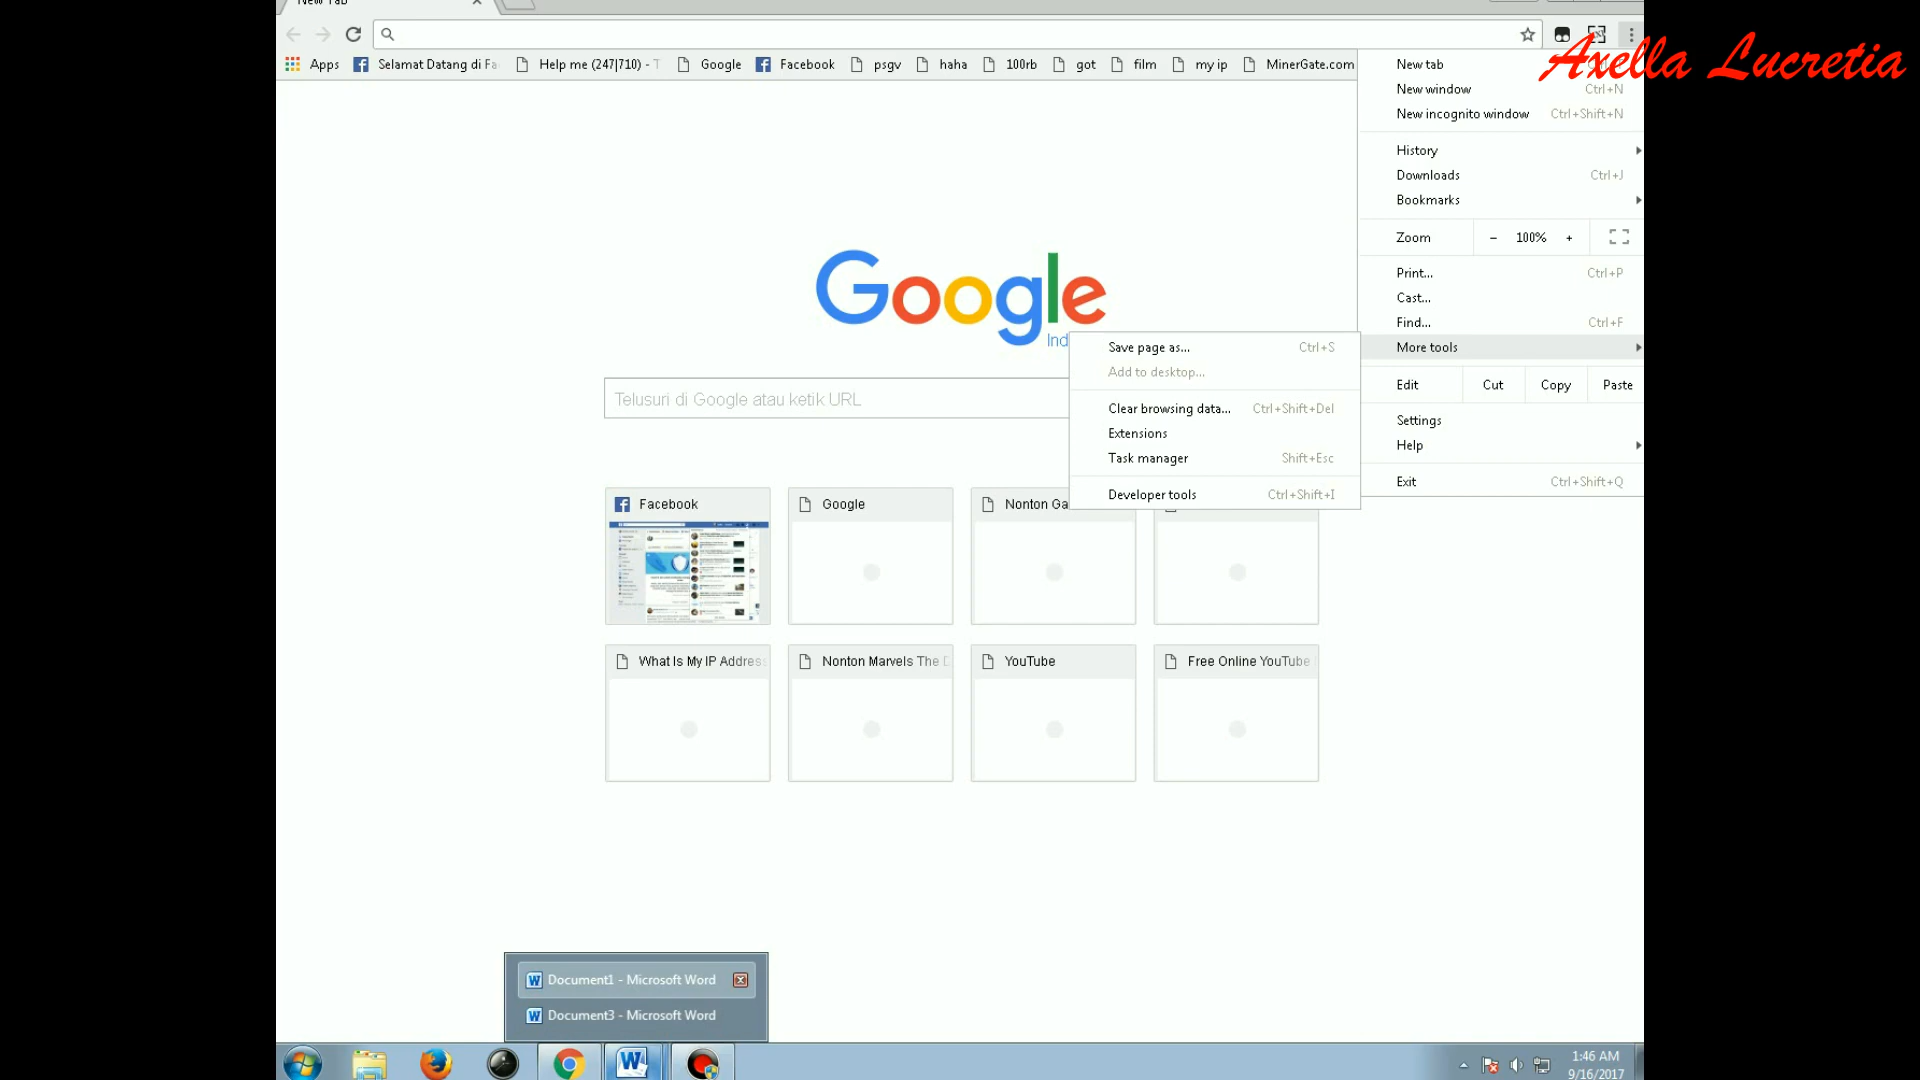 New Tab
Apps Selamat Datang di Fa Help me (247|710) - T Google Facebook psgv haha 100rb got film my ip MinerGate.com
Axella Lucretia
New tab
New window Ctrl+N
New incognito window Ctrl+Shift+N
History
Downloads Ctrl+J
Bookmarks
Zoom - 100% +
Print... Ctrl+P
Cast...
Find... Ctrl+F
More tools
Edit Cut Copy Paste
Settings
Help
Exit Ctrl+Shift+Q
Save page as... Ctrl+S
Add to desktop...
Clear browsing data... Ctrl+Shift+Del
Extensions
Task manager Shift+Esc
Developer tools Ctrl+Shift+I
Google
Ind
Telusuri di Google atau ketik URL
Facebook Google Nonton Ga
What Is My IP Addres Nonton Marvels The D YouTube Free Online YouTube
Document1 - Microsoft Word
Document3 - Microsoft Word
1:46 AM
9/16/2017